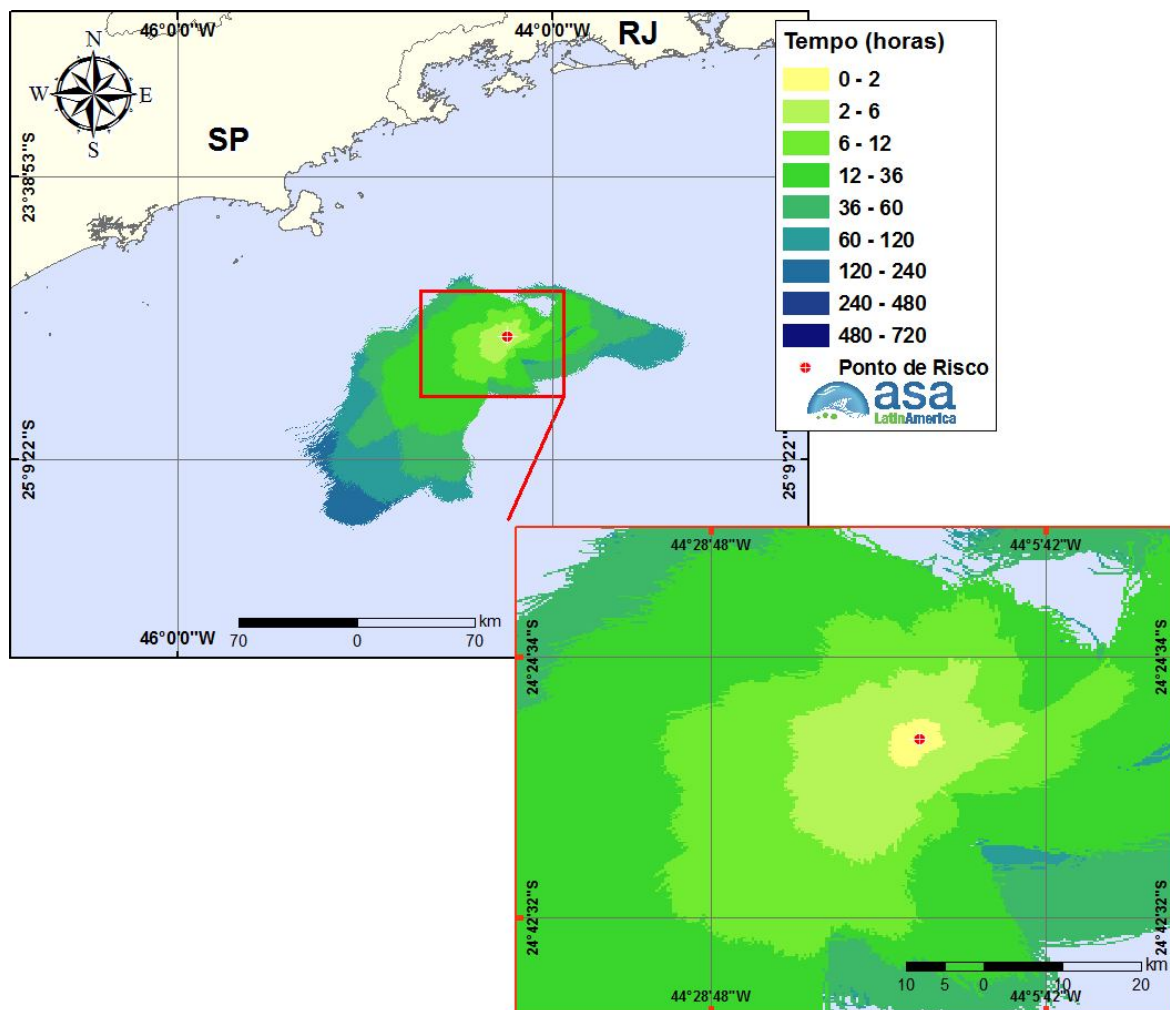 46°0'0"W
44°0'0"W
RJ
N
W
E
S
SP
23°38'53"S
23°38'53"S
25°9'22"S
25°9'22"S
46°0'0"W
km
70
0
70
Tempo (horas)
0 - 2
2 - 6
6 - 12
12 - 36
36 - 60
60 - 120
120 - 240
240 - 480
480 - 720
Ponto de Risco
asa
LatinAmerica
44°28'48"W
44°5'42"W
24°24'34"S
24°24'34"S
24°42'32"S
24°42'32"S
km
10
5
0
10
20
44°28'48"W
44°5'42"W